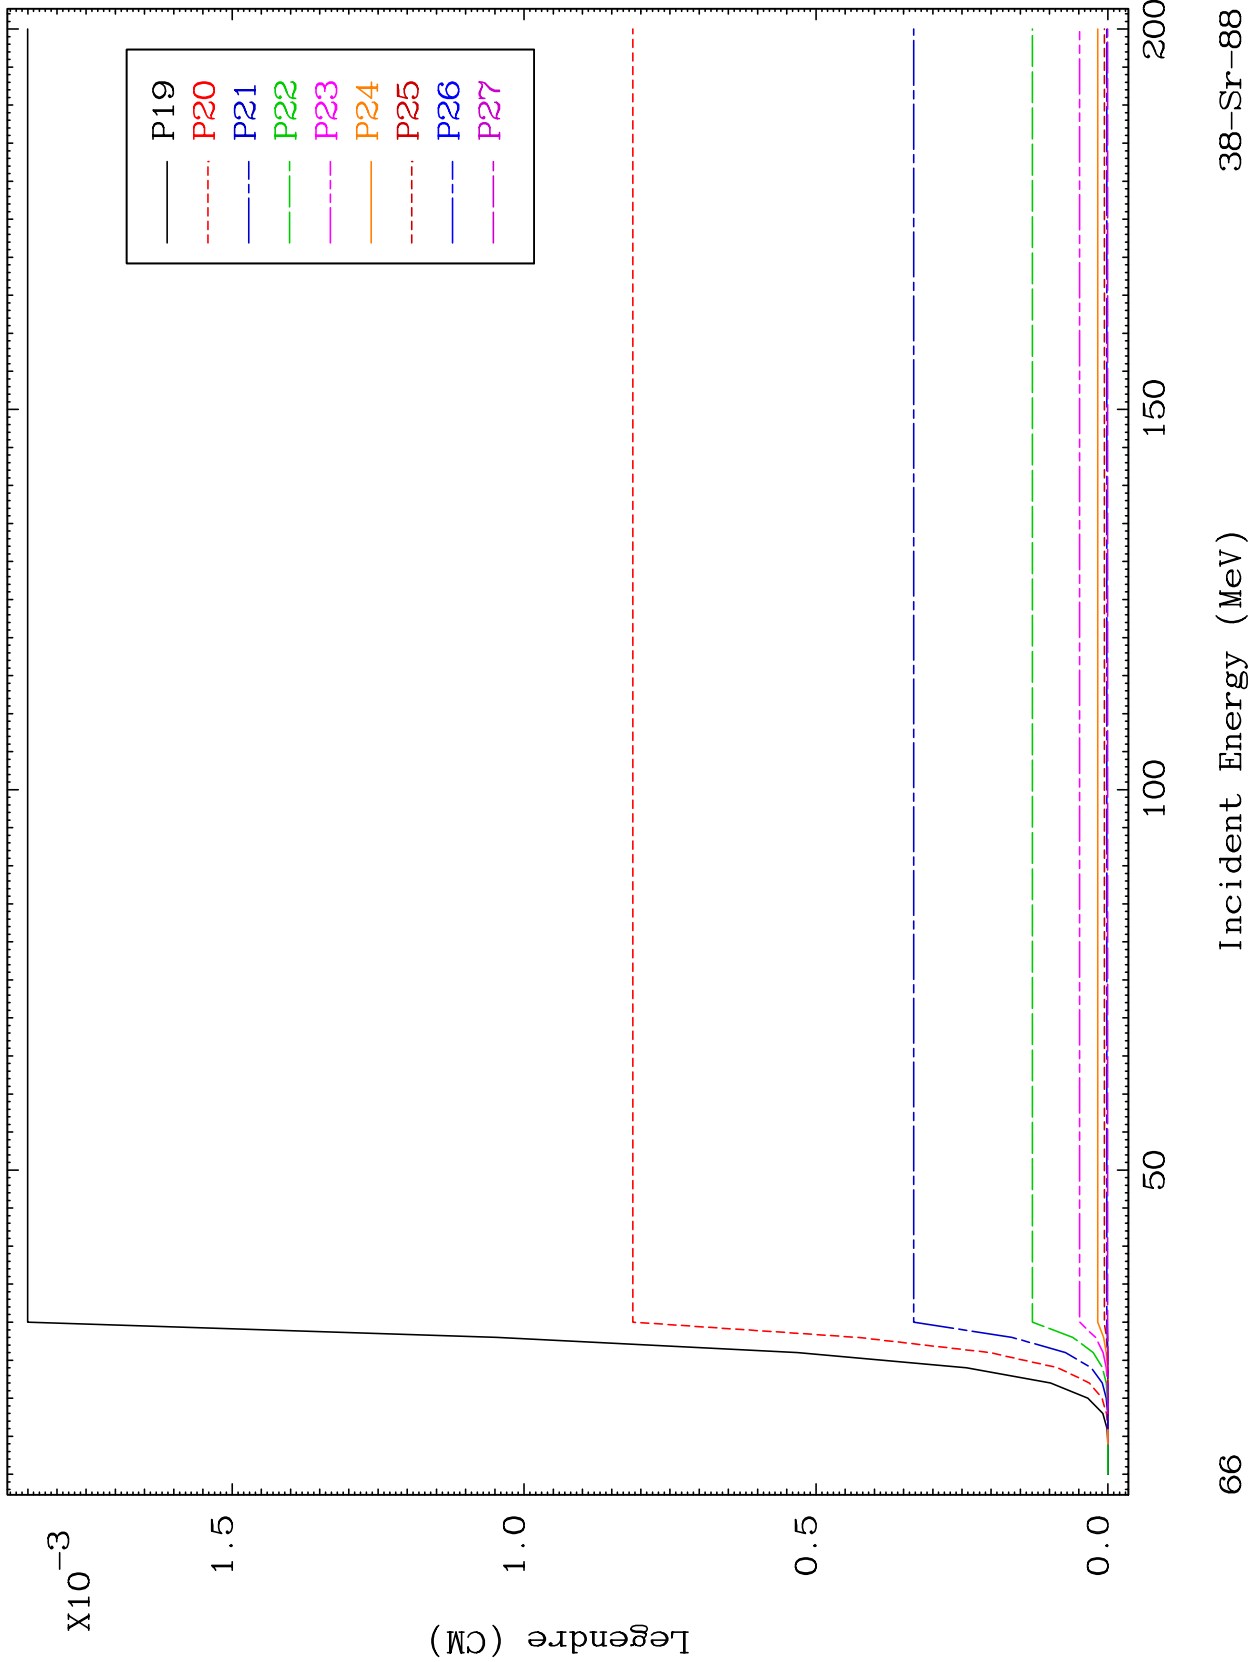 X10-3
1.5
1.0
0.5
0.0
Legendre (CM)
P19
P20
P21
P22
P23
P24
P25
P26
P27
50
100
150
200
Incident Energy (MeV)
66
38-Sr-88